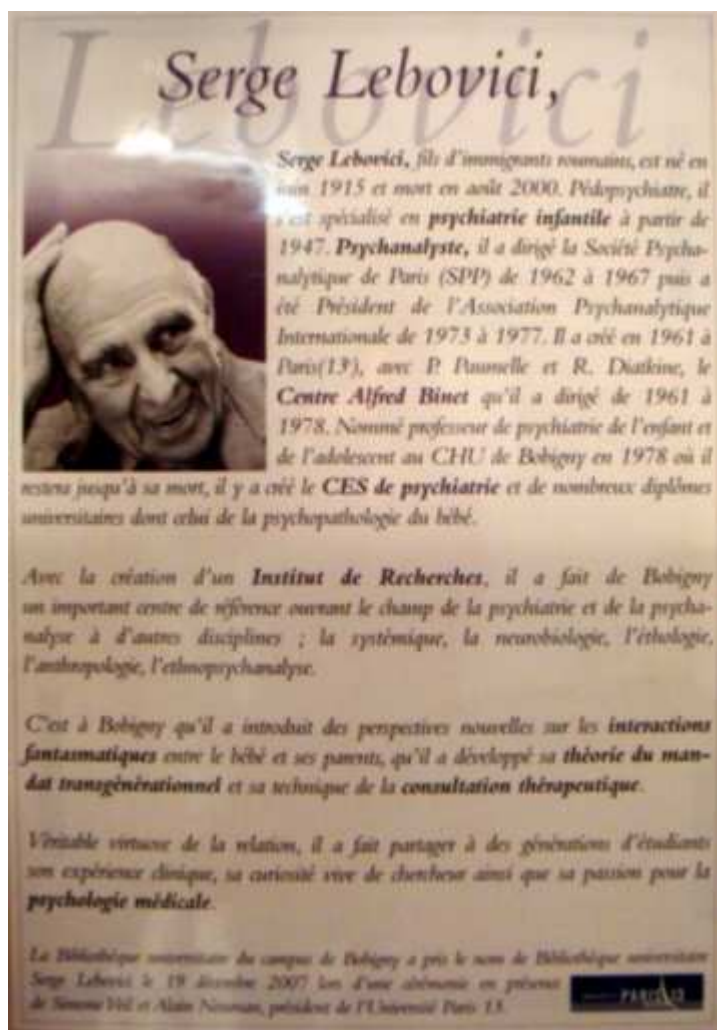 Lebovici
Serge Lebovici,
Serge Lebovici, fils d'immigrants roumains, est né en
juin 1915 et mort en août 2000. Pédopsychiatre, il
s'est spécialisé en psychiatrie infantile à partir de
1947. Psychanalyste, il a dirigé la Société Psycha-
nalytique de Paris (SPP) de 1962 à 1967 puis a
été Président de l'Association Psychanalytique
Internationale de 1973 à 1977. Il a créé en 1961 à
Paris(13e), avec P. Paumelle et R. Diatkine, le
Centre Alfred Binet qu'il a dirigé de 1961 à
1978. Nommé professeur de psychiatrie de l'enfant et
de l'adolescent au CHU de Bobigny en 1978 où il
restera jusqu'à sa mort, il y a créé le CES de psychiatrie et de nombreux diplômes
universitaires dont celui de la psychopathologie du bébé.
Avec la création d'un Institut de Recherches, il a fait de Bobigny
un important centre de référence ouvrant le champ de la psychiatrie et de la psycha-
nalyse à d'autres disciplines ; la systémique, la neurobiologie, l'éthologie,
l'anthropologie, l'ethnopsychanalyse.
C'est à Bobigny qu'il a introduit des perspectives nouvelles sur les interactions
fantasmatiques entre le bébé et ses parents, qu'il a développé sa théorie du man-
dat transgénérationnel et sa technique de la consultation thérapeutique.
Véritable virtuose de la relation, il a fait partager à des générations d'étudiants
son expérience clinique, sa curiosité vive de chercheur ainsi que sa passion pour la
psychologie médicale.
La Bibliothèque universitaire du campus de Bobigny a pris le nom de Bibliothèque universitaire
Serge Lebovici le 19 décembre 2007 lors d'une cérémonie en présence
de Simone Veil et Alain Neuman, président de l'Université Paris 13.
PARIS 13